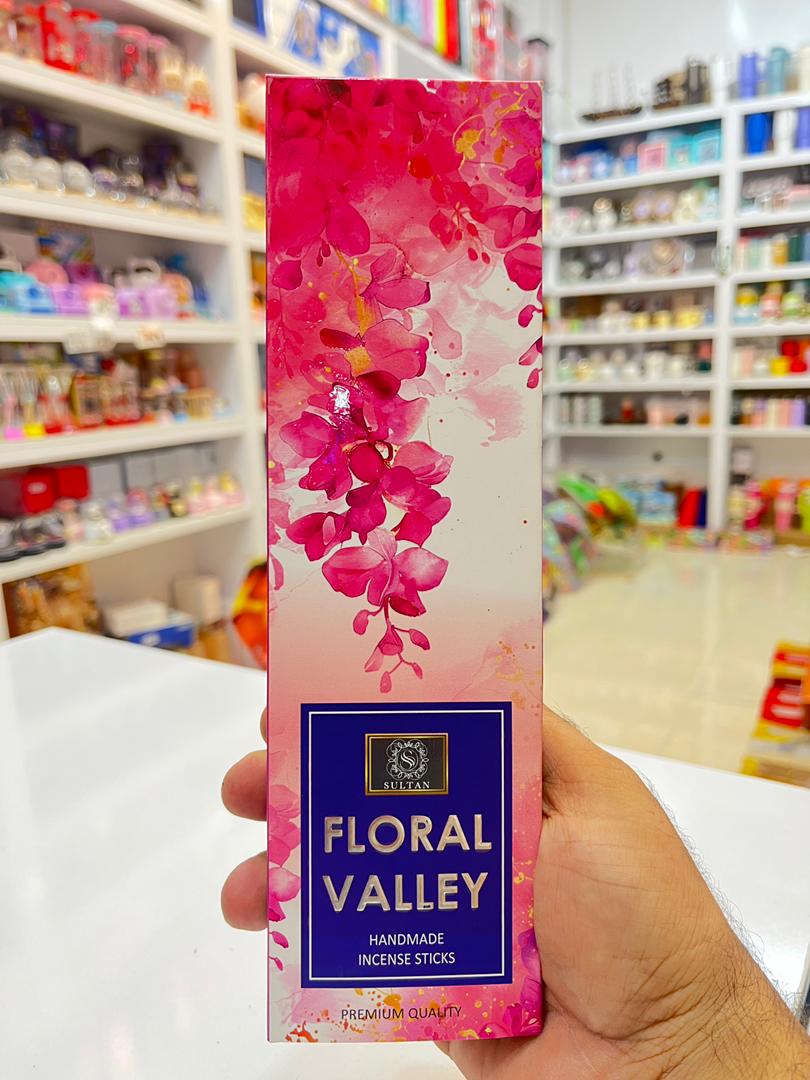 SULTAN
FLORAL
VALLEY
HANDMADE
INCENSE STICKS
PREMIUM QUALITY